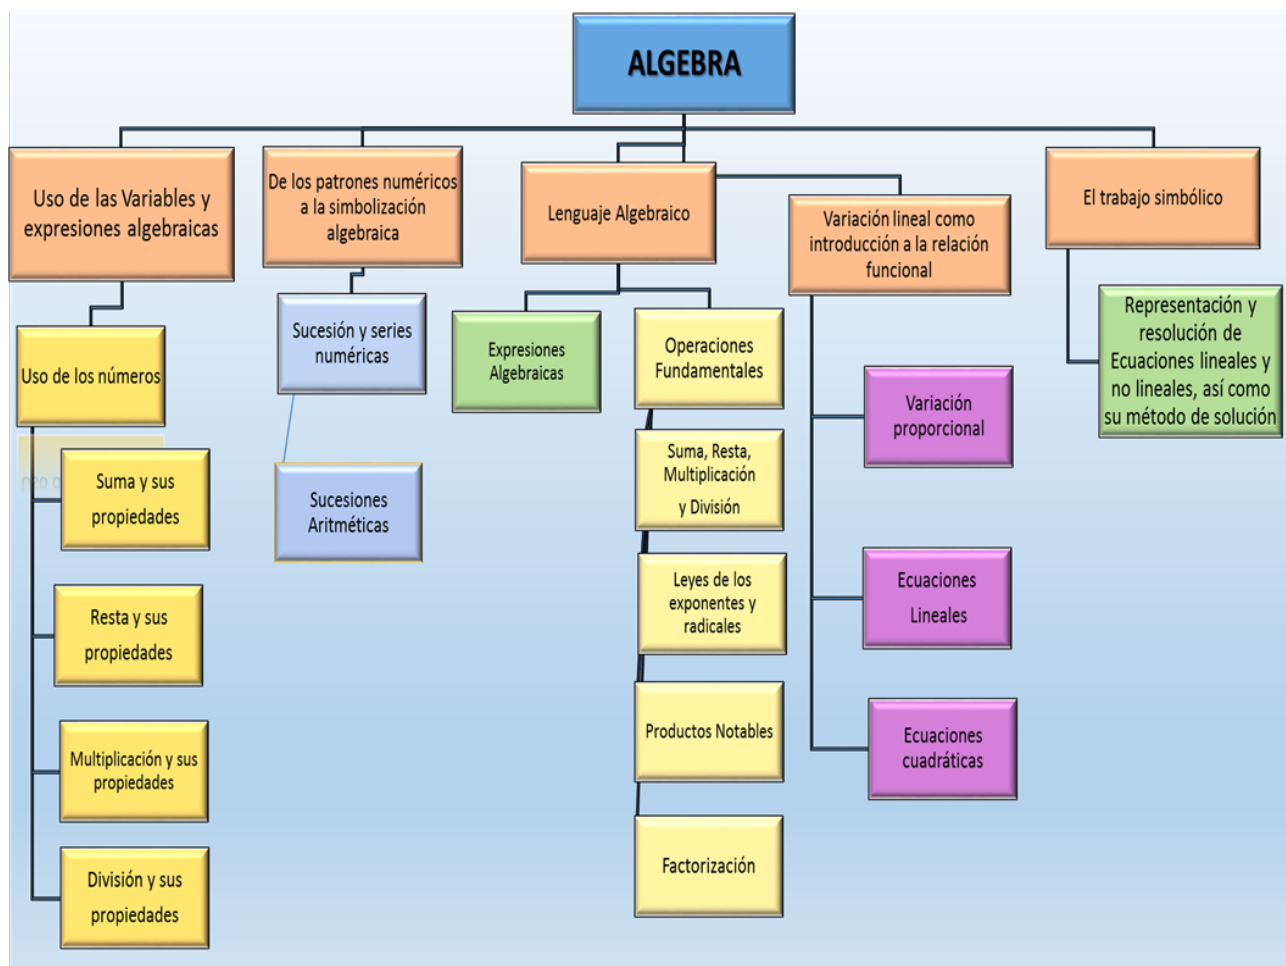 ALGEBRA
Uso de las Variables y
expresiones algebraicas
De los patrones numéricos
a la simbolización
algebraica
Lenguaje Algebraico
Variación lineal como
introducción a la relación
funcional
El trabajo simbólico
Uso de los números
Suma y sus
propiedades
Resta y sus
propiedades
Multiplicación y sus
propiedades
División y sus
propiedades
Sucesión y series
numéricas
Sucesiones
Aritméticas
Expresiones
Algebraicas
Operaciones
Fundamentales
Suma, Resta,
Multiplicación
y División
Leyes de los
exponentes y
radicales
Productos Notables
Factorización
Variación
proporcional
Ecuaciones
Lineales
Ecuaciones
cuadráticas
Representación y
resolución de
Ecuaciones lineales y
no lineales, así como
su método de solución